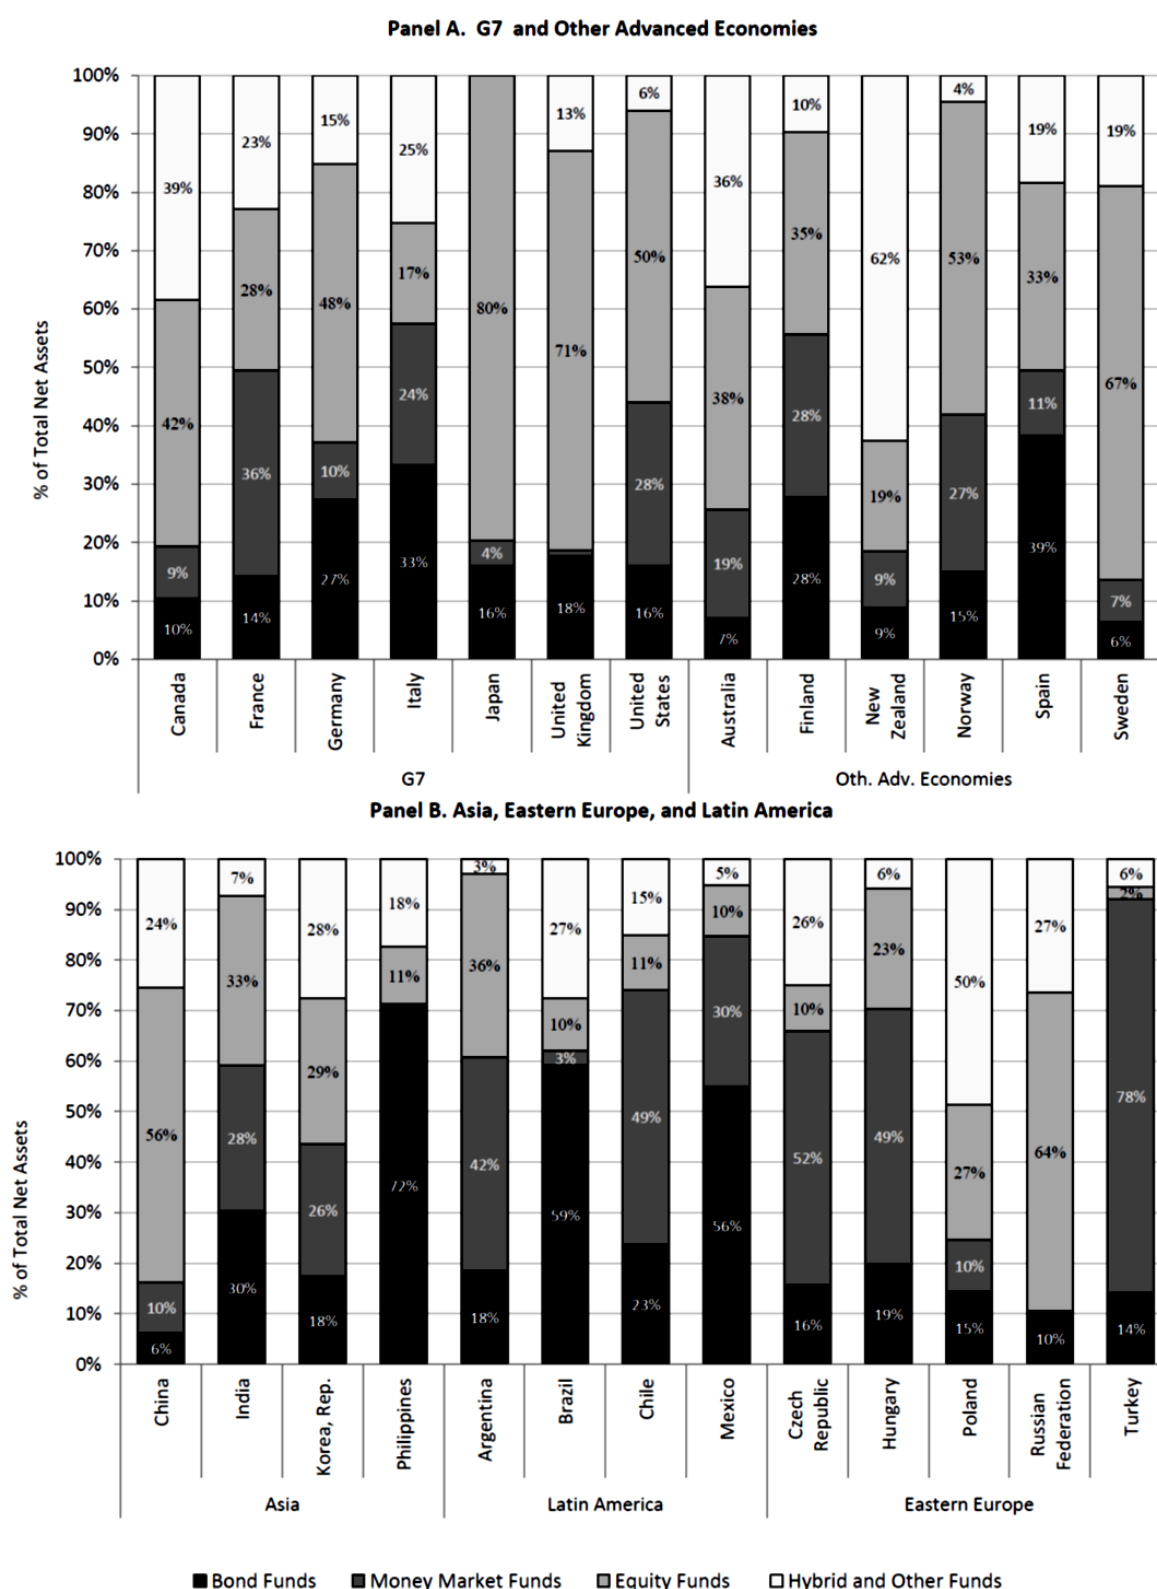 Panel A.  G7  and Other Advanced Economies
% of Total Net Assets
100%
90%
80%
70%
60%
50%
40%
30%
20%
10%
0%
39%
42%
9%
10%
23%
28%
36%
14%
15%
48%
10%
27%
25%
17%
24%
33%
80%
4%
16%
13%
71%
18%
6%
50%
28%
16%
36%
38%
19%
7%
10%
35%
28%
28%
62%
19%
9%
9%
4%
53%
27%
15%
19%
33%
11%
39%
19%
67%
7%
6%
Canada
France
Germany
Italy
Japan
United
Kingdom
United
States
Australia
Finland
New
Zealand
Norway
Spain
Sweden
G7
Oth. Adv. Economies
Panel B. Asia, Eastern Europe, and Latin America
% of Total Net Assets
100%
90%
80%
70%
60%
50%
40%
30%
20%
10%
0%
24%
56%
10%
6%
7%
33%
28%
30%
28%
29%
26%
18%
18%
11%
72%
3%
36%
42%
18%
27%
10%
3%
59%
15%
11%
49%
23%
5%
10%
30%
56%
26%
10%
52%
16%
6%
23%
49%
19%
50%
27%
10%
15%
27%
64%
10%
6%
2%
78%
14%
China
India
Korea, Rep.
Philippines
Argentina
Brazil
Chile
Mexico
Czech
Republic
Hungary
Poland
Russian
Federation
Turkey
Asia
Latin America
Eastern Europe
Bond Funds
Money Market Funds
Equity Funds
Hybrid and Other Funds